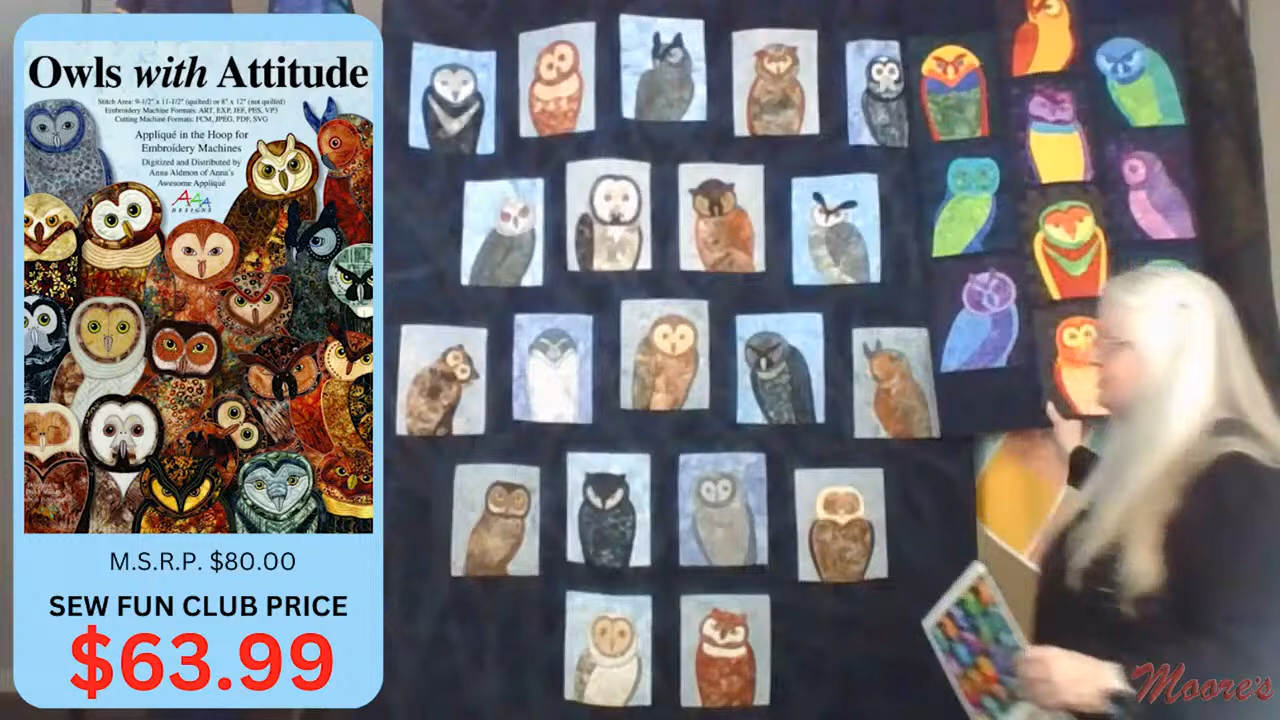 Owls with Attitude
Stitch Area: 9-1/2" x 11-1/2" (quilted) or 8" x 12" (not quilted)
Embroidery Machine Formats: ART, EXP, JEF, PES, VP3
Cutting Machine Formats: FCM, JPEG, PDF, SVG
Appliqué in the Hoop for
Embroidery Machines
Digitized and Distributed by
Anna Aldmon of Anna's
Awesome Appliqué
AAA
DESIGNS
M.S.R.P. $80.00
SEW FUN CLUB PRICE
$63.99
Moore's